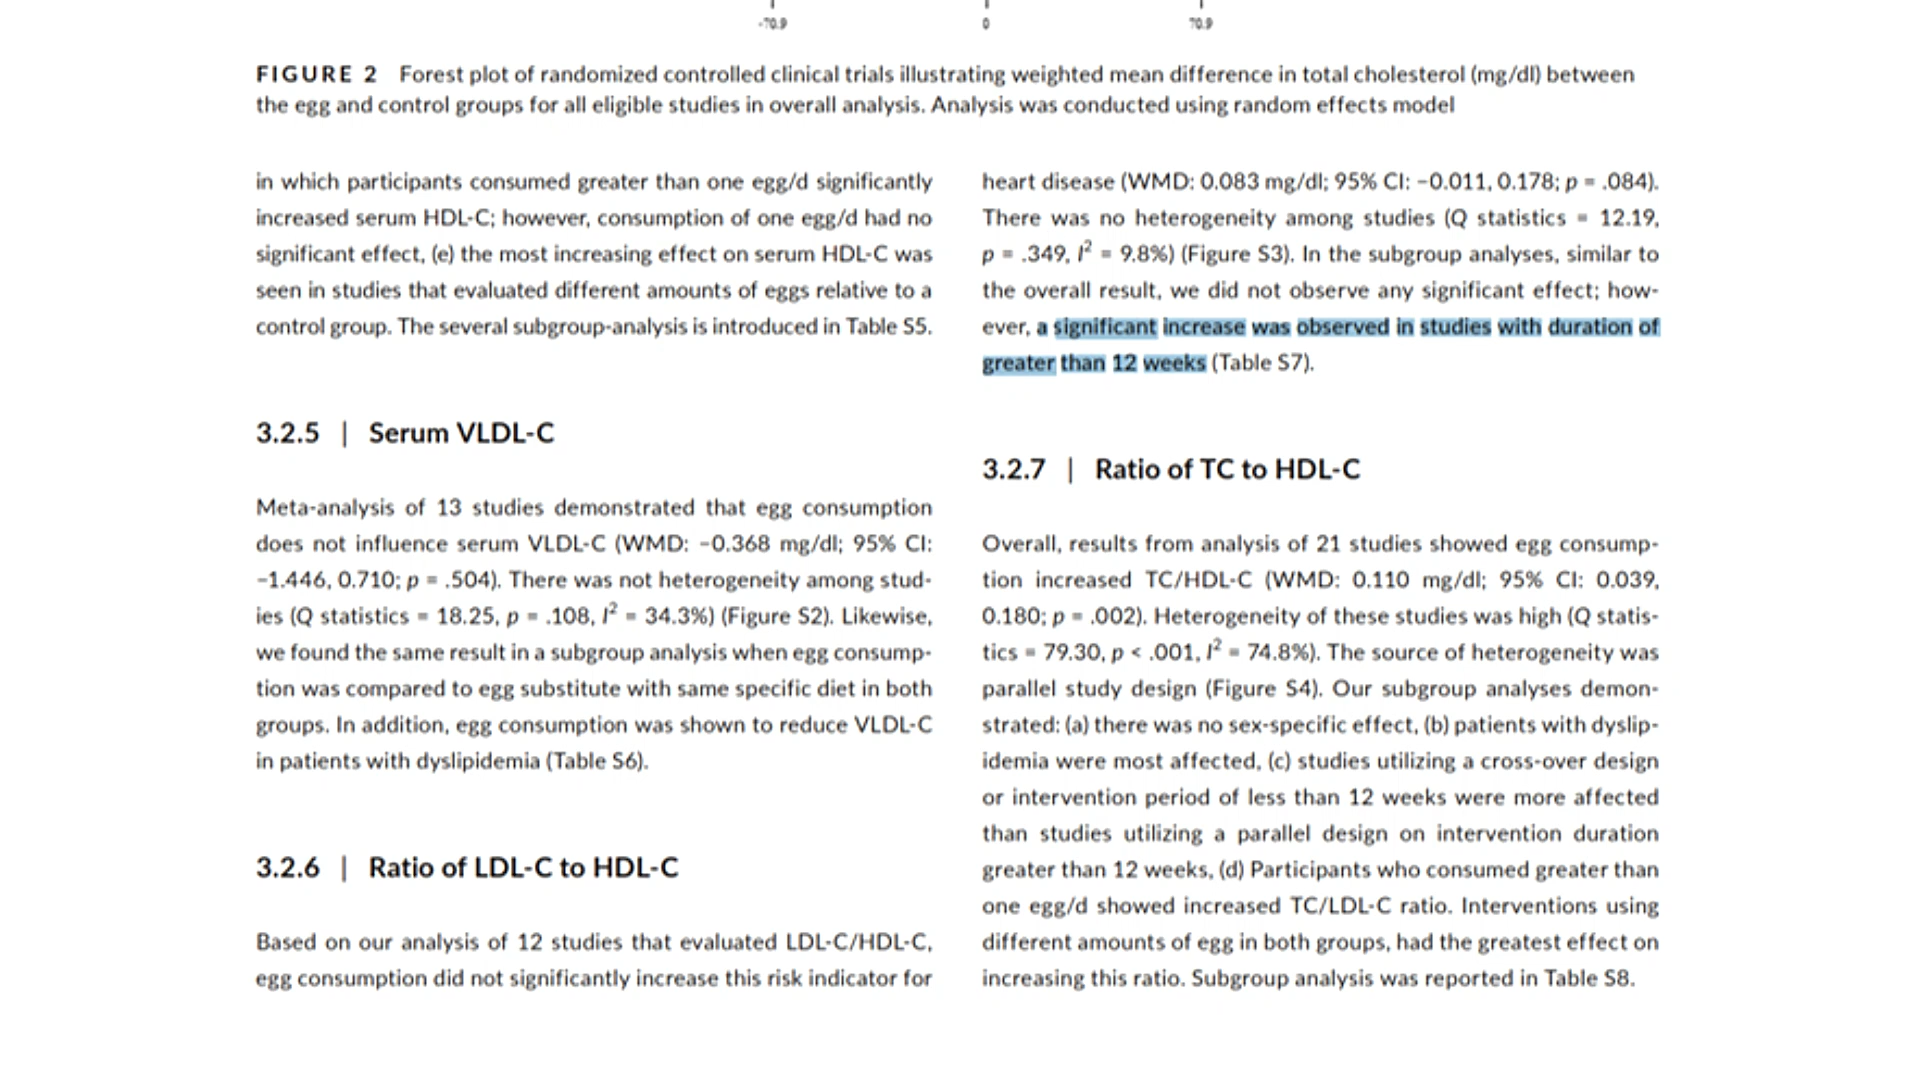 -70.9 0 70.9
FIGURE 2 Forest plot of randomized controlled clinical trials illustrating weighted mean difference in total cholesterol (mg/dl) between
the egg and control groups for all eligible studies in overall analysis. Analysis was conducted using random effects model
in which participants consumed greater than one egg/d significantly
increased serum HDL-C; however, consumption of one egg/d had no
significant effect, (e) the most increasing effect on serum HDL-C was
seen in studies that evaluated different amounts of eggs relative to a
control group. The several subgroup-analysis is introduced in Table S5.
3.2.5 | Serum VLDL-C
Meta-analysis of 13 studies demonstrated that egg consumption
does not influence serum VLDL-C (WMD: −0.368 mg/dl; 95% CI:
−1.446, 0.710; p = .504). There was not heterogeneity among stud-
ies (Q statistics = 18.25, p = .108, I² = 34.3%) (Figure S2). Likewise,
we found the same result in a subgroup analysis when egg consump-
tion was compared to egg substitute with same specific diet in both
groups. In addition, egg consumption was shown to reduce VLDL-C
in patients with dyslipidemia (Table S6).
3.2.6 | Ratio of LDL-C to HDL-C
Based on our analysis of 12 studies that evaluated LDL-C/HDL-C,
egg consumption did not significantly increase this risk indicator for
heart disease (WMD: 0.083 mg/dl; 95% CI: −0.011, 0.178; p = .084).
There was no heterogeneity among studies (Q statistics = 12.19,
p = .349, I² = 9.8%) (Figure S3). In the subgroup analyses, similar to
the overall result, we did not observe any significant effect; how-
ever, a significant increase was observed in studies with duration of
greater than 12 weeks (Table S7).
3.2.7 | Ratio of TC to HDL-C
Overall, results from analysis of 21 studies showed egg consump-
tion increased TC/HDL-C (WMD: 0.110 mg/dl; 95% CI: 0.039,
0.180; p = .002). Heterogeneity of these studies was high (Q statis-
tics = 79.30, p < .001, I² = 74.8%). The source of heterogeneity was
parallel study design (Figure S4). Our subgroup analyses demon-
strated: (a) there was no sex-specific effect, (b) patients with dyslip-
idemia were most affected, (c) studies utilizing a cross-over design
or intervention period of less than 12 weeks were more affected
than studies utilizing a parallel design on intervention duration
greater than 12 weeks, (d) Participants who consumed greater than
one egg/d showed increased TC/LDL-C ratio. Interventions using
different amounts of egg in both groups, had the greatest effect on
increasing this ratio. Subgroup analysis was reported in Table S8.